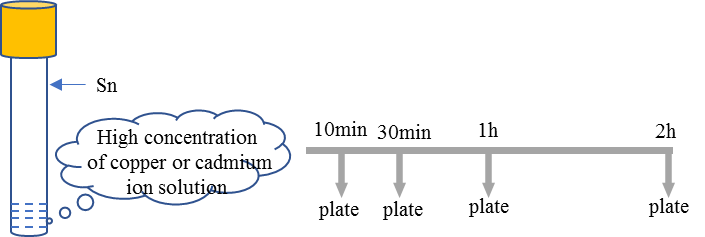 Sn
High concentration
of copper or cadmium
ion solution
10min 30min 1h 2h
plate plate plate plate